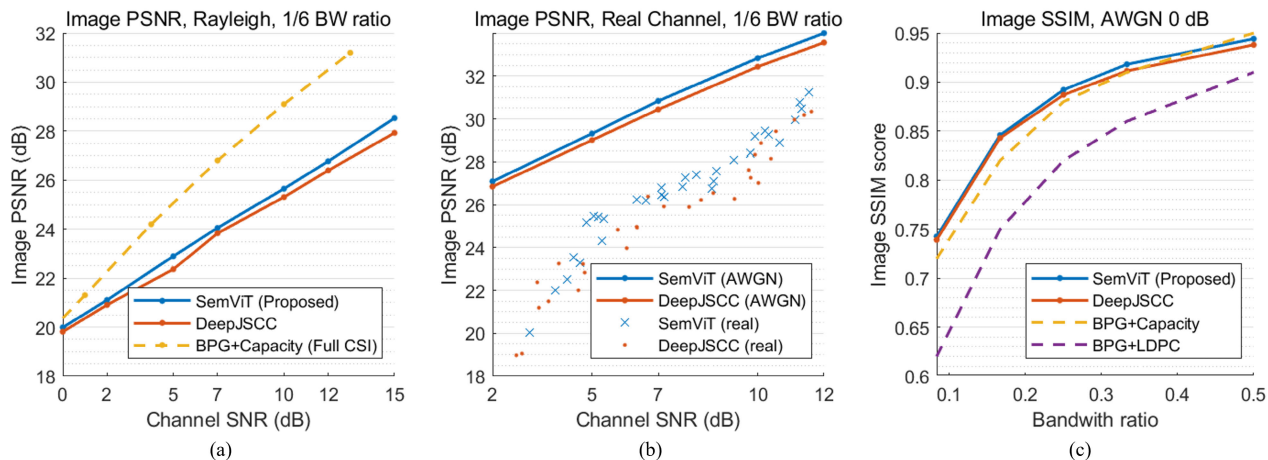 Image PSNR, Rayleigh, 1/6 BW ratio
Image PSNR (dB)
32
30
28
26
24
22
20
18
SemViT (Proposed)
DeepJSCC
BPG+Capacity (Full CSI)
0 2 5 7 10 12 15
Channel SNR (dB)
(a)
Image PSNR, Real Channel, 1/6 BW ratio
Image PSNR (dB)
34
32
30
28
26
24
22
20
18
SemViT (AWGN)
DeepJSCC (AWGN)
SemViT (real)
DeepJSCC (real)
2 5 7 10 12
Channel SNR (dB)
(b)
Image SSIM, AWGN 0 dB
Image SSIM score
0.95
0.9
0.85
0.8
0.75
0.7
0.65
0.6
SemViT (Proposed)
DeepJSCC
BPG+Capacity
BPG+LDPC
0.1 0.2 0.3 0.4 0.5
Bandwith ratio
(c)